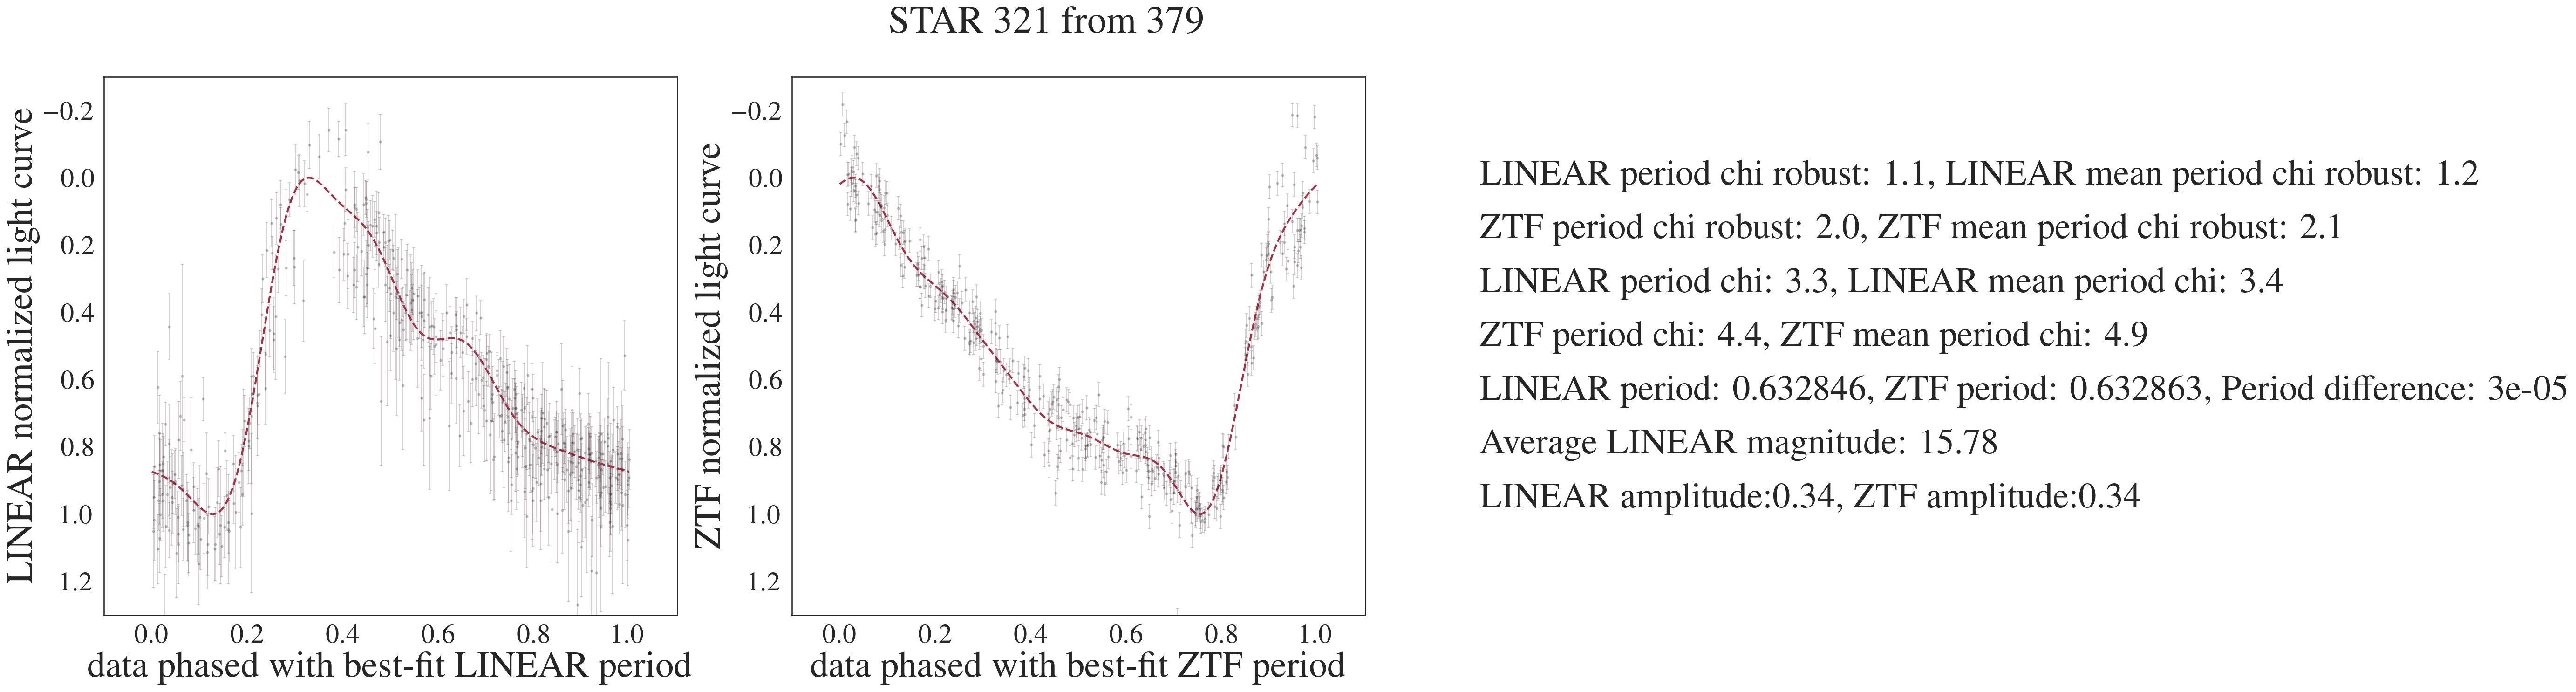 STAR 321 from 379
LINEAR normalized light curve
−0.2
0.0
0.2
0.4
0.6
0.8
1.0
1.2
0.0 0.2 0.4 0.6 0.8 1.0
data phased with best-fit LINEAR period
ZTF normalized light curve
−0.2
0.0
0.2
0.4
0.6
0.8
1.0
1.2
0.0 0.2 0.4 0.6 0.8 1.0
data phased with best-fit ZTF period
LINEAR period chi robust: 1.1, LINEAR mean period chi robust: 1.2
ZTF period chi robust: 2.0, ZTF mean period chi robust: 2.1
LINEAR period chi: 3.3, LINEAR mean period chi: 3.4
ZTF period chi: 4.4, ZTF mean period chi: 4.9
LINEAR period: 0.632846, ZTF period: 0.632863, Period difference: 3e-05
Average LINEAR magnitude: 15.78
LINEAR amplitude:0.34, ZTF amplitude:0.34